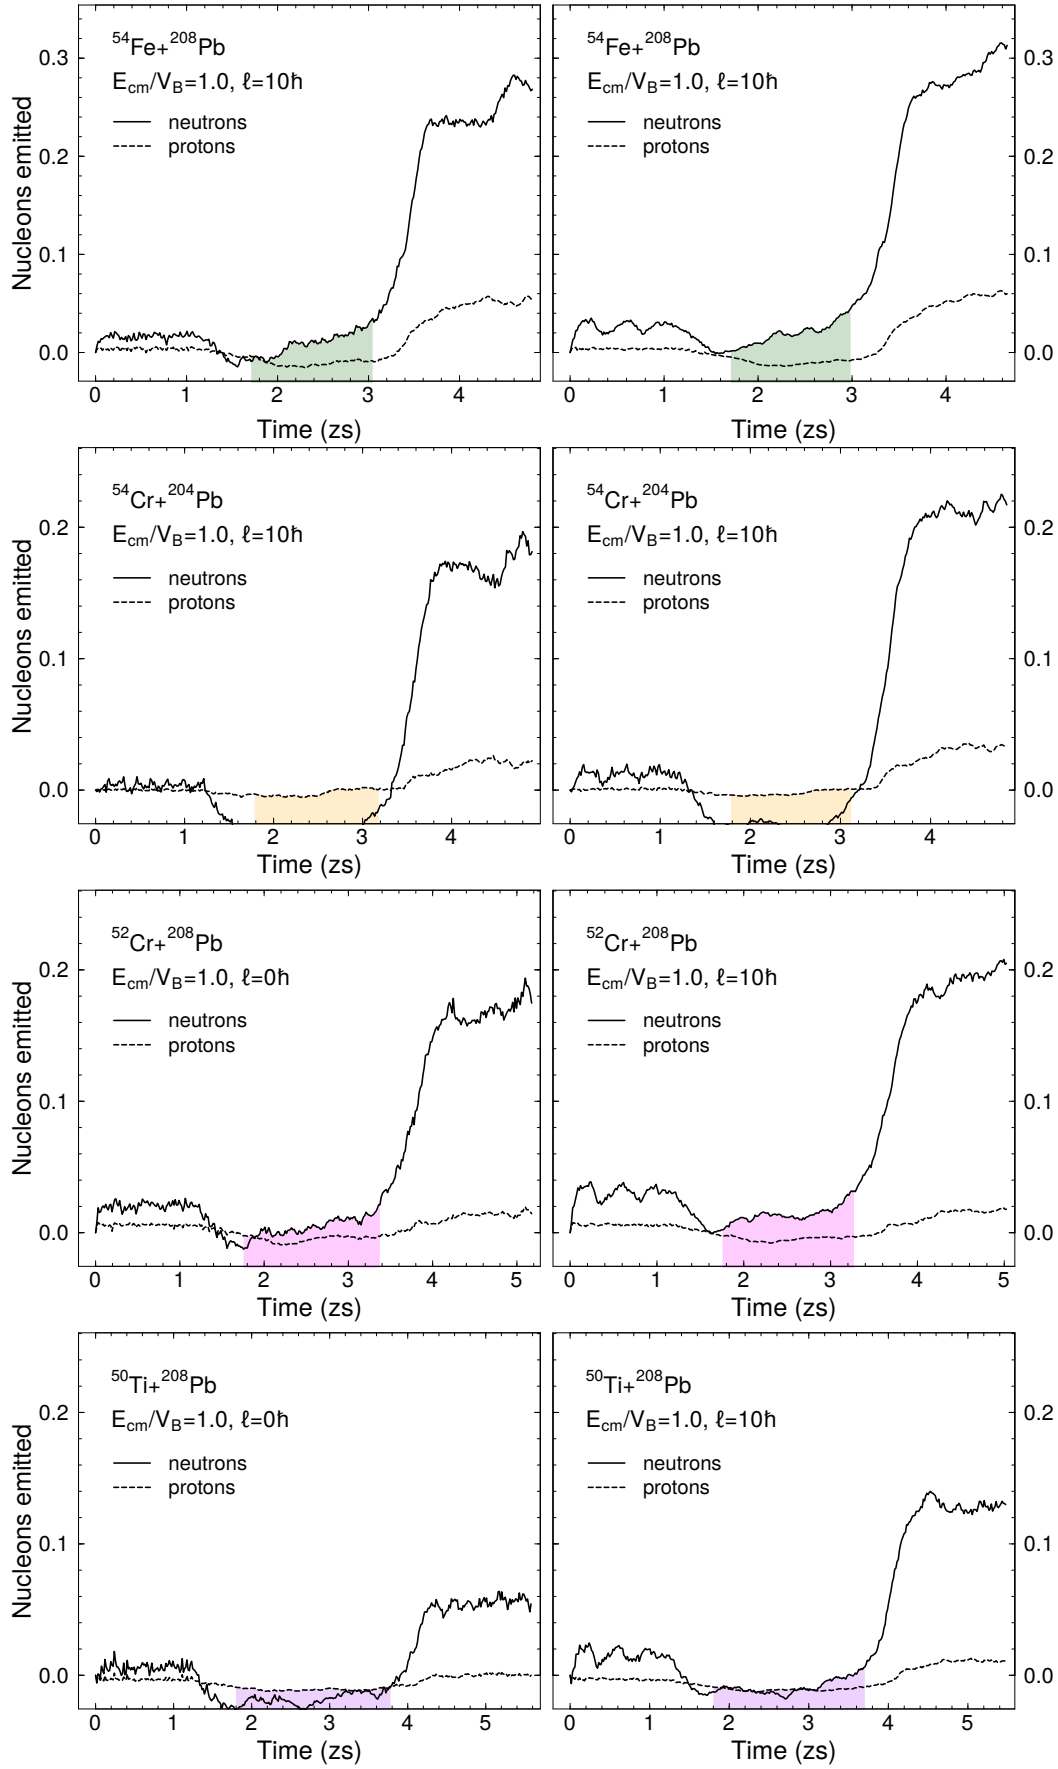 ⁵⁴Fe+²⁰⁸Pb
E_cm/V_B=1.0, ℓ=10ħ
neutrons
protons
Nucleons emitted
0.3
0.2
0.1
0.0
0 1 2 3 4
Time (zs)
⁵⁴Fe+²⁰⁸Pb
E_cm/V_B=1.0, ℓ=10ħ
neutrons
protons
0.3
0.2
0.1
0.0
0 1 2 3 4
Time (zs)
⁵⁴Cr+²⁰⁴Pb
E_cm/V_B=1.0, ℓ=10ħ
neutrons
protons
Nucleons emitted
0.2
0.1
0.0
0 1 2 3 4
Time (zs)
⁵⁴Cr+²⁰⁴Pb
E_cm/V_B=1.0, ℓ=10ħ
neutrons
protons
0.2
0.1
0.0
0 1 2 3 4
Time (zs)
⁵²Cr+²⁰⁸Pb
E_cm/V_B=1.0, ℓ=0ħ
neutrons
protons
Nucleons emitted
0.2
0.1
0.0
0 1 2 3 4 5
Time (zs)
⁵²Cr+²⁰⁸Pb
E_cm/V_B=1.0, ℓ=10ħ
neutrons
protons
0.2
0.1
0.0
0 1 2 3 4 5
Time (zs)
⁵⁰Ti+²⁰⁸Pb
E_cm/V_B=1.0, ℓ=0ħ
neutrons
protons
Nucleons emitted
0.2
0.1
0.0
0 1 2 3 4 5
Time (zs)
⁵⁰Ti+²⁰⁸Pb
E_cm/V_B=1.0, ℓ=10ħ
neutrons
protons
0.2
0.1
0.0
0 1 2 3 4 5
Time (zs)